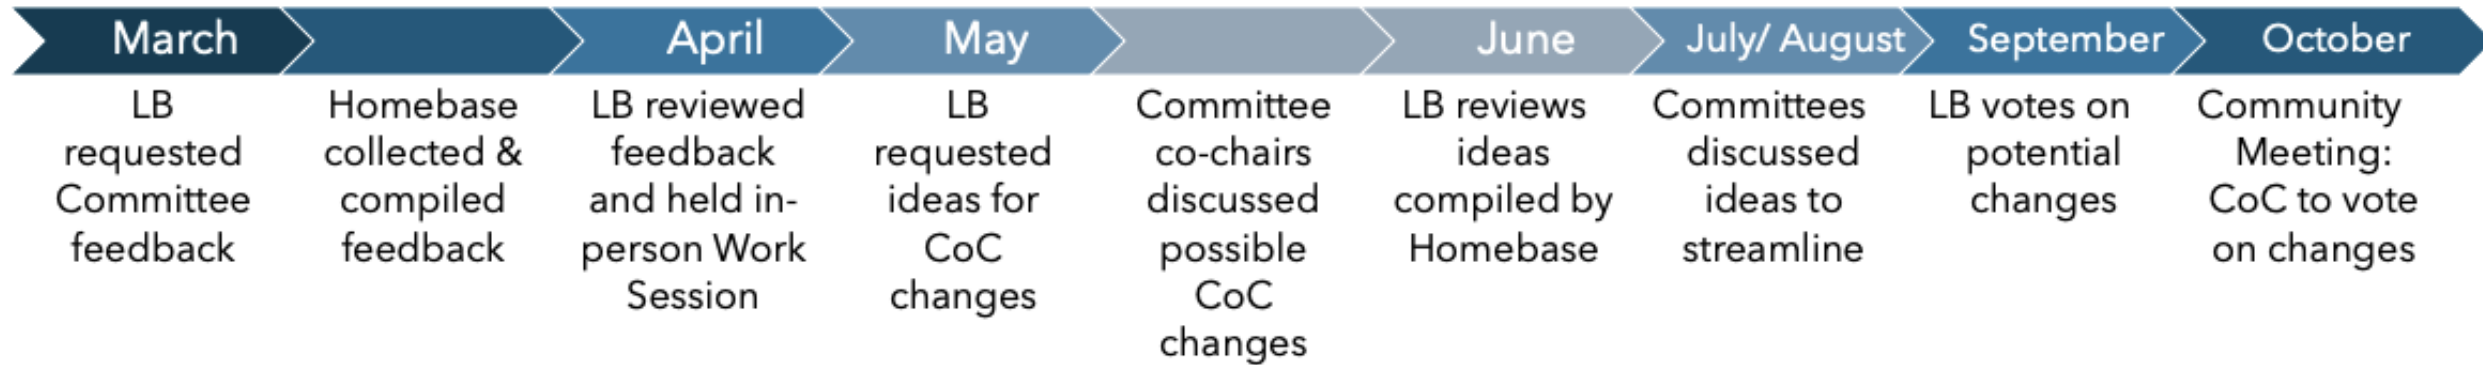 March
April
May
June
July/ August
September
October
LB
requested
Committee
feedback
Homebase
collected &
compiled
feedback
LB reviewed
feedback
and held in-
person Work
Session
LB
requested
ideas for
CoC
changes
Committee
co-chairs
discussed
possible
CoC
changes
LB reviews
ideas
compiled by
Homebase
Committees
discussed
ideas to
streamline
LB votes on
potential
changes
Community
Meeting:
CoC to vote
on changes